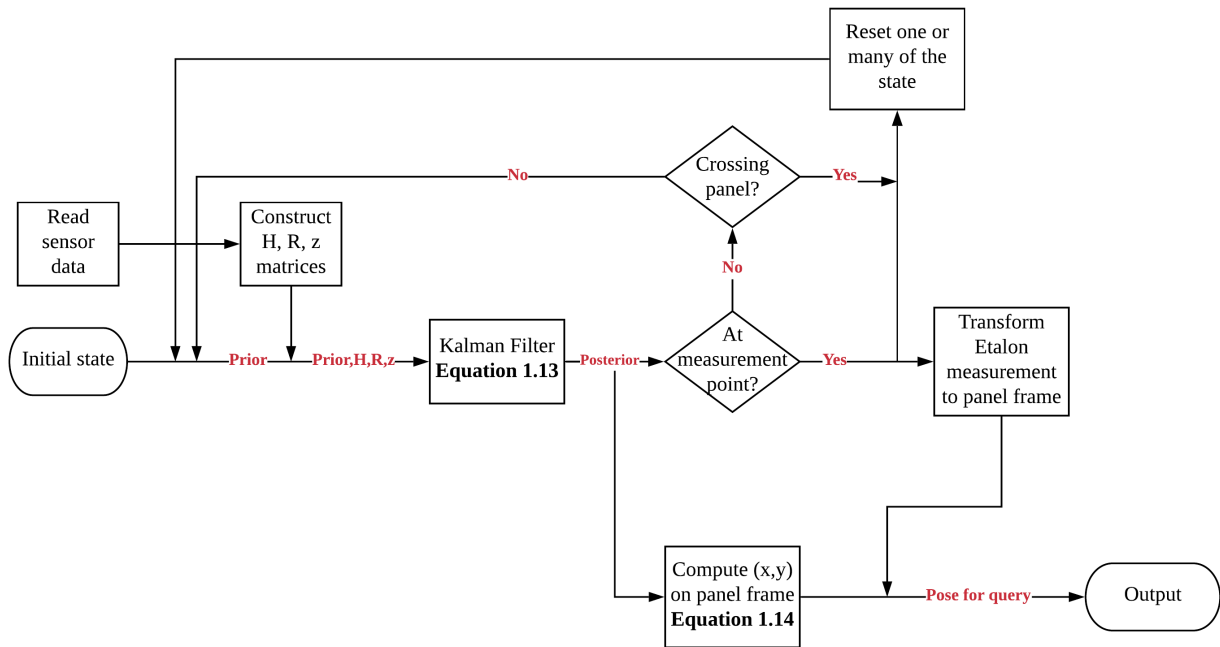 Reset one or
many of the
state
Crossing
panel?
No
Yes
Read
sensor
data
Construct
H, R, z
matrices
No
Initial state
Prior
Prior,H,R,z
Kalman Filter
Equation 1.13
Posterior
At
measurement
point?
Yes
Transform
Etalon
measurement
to panel frame
Compute (x,y)
on panel frame
Equation 1.14
Pose for query
Output